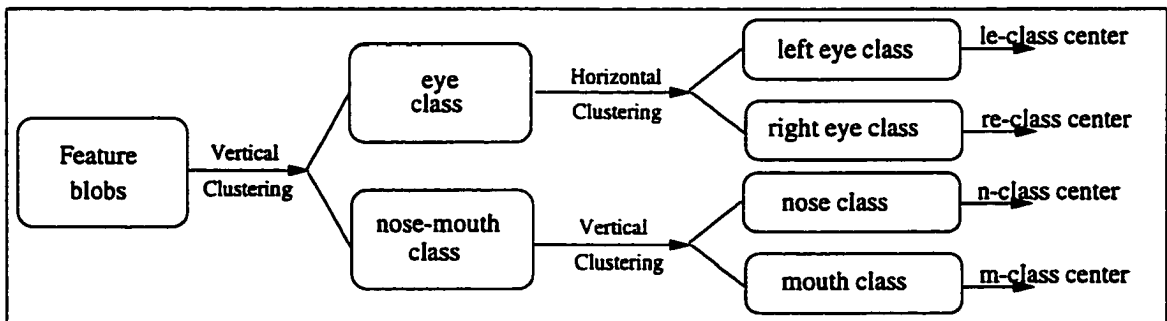 Feature
blobs
Vertical
Clustering
eye
class
nose-mouth
class
Horizontal
Clustering
Vertical
Clustering
left eye class
le-class center
right eye class
re-class center
nose class
n-class center
mouth class
m-class center